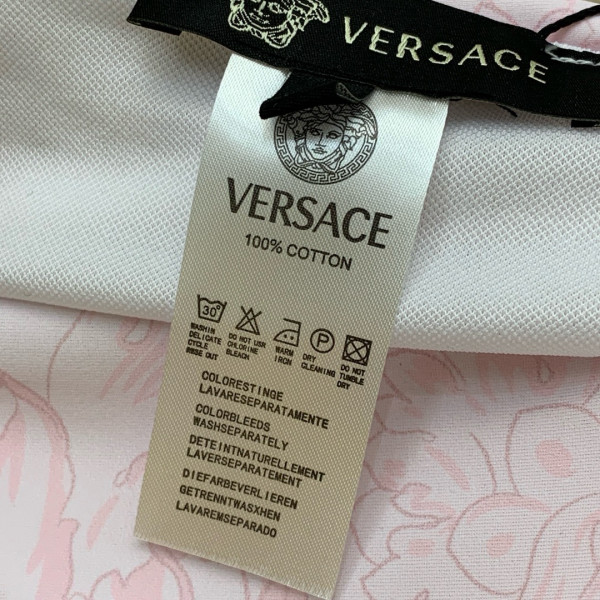 VERSACE
VERSACE
100% COTTON
30°
P
WASHIN
DELICATE
CYCLE
RINSE OUT
DO NOT USR
CHLORINE
BLEACH
WARM
IRON
DRY
CLEANING
DO NOT
TUMBLE
DRY
COLORESTINGE
LAVARESEPARATAMENTE
COLORBLEEDS
WASHSEPARATELY
DETEINTNATURELLEMENT
LAVERSEPARATEMENT
DIEFARBEVERLIEREN
GETRENNTWASXHEN
LAVAREMSEPARADO